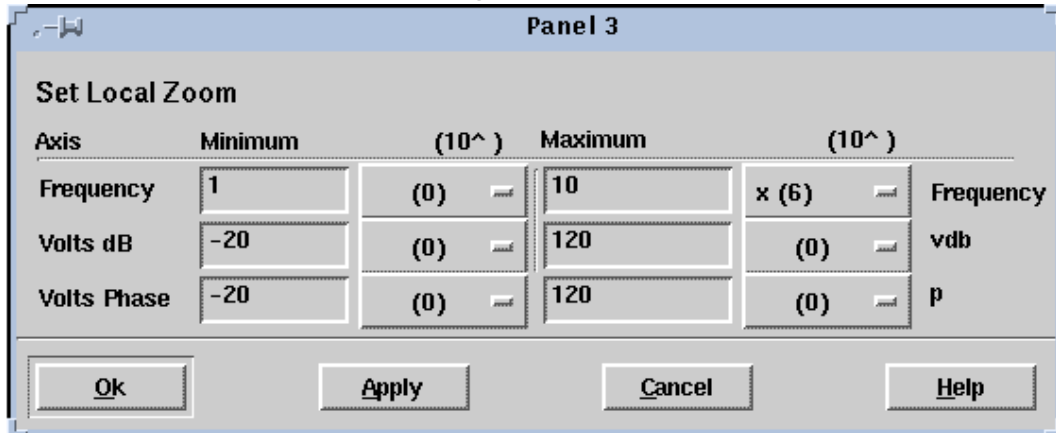 Panel 3
Set Local Zoom
Axis Minimum (10^ ) Maximum (10^ )
Frequency 1 (0) 10 x (6) Frequency
Volts dB -20 (0) 120 (0) vdb
Volts Phase -20 (0) 120 (0) p
Ok Apply Cancel Help